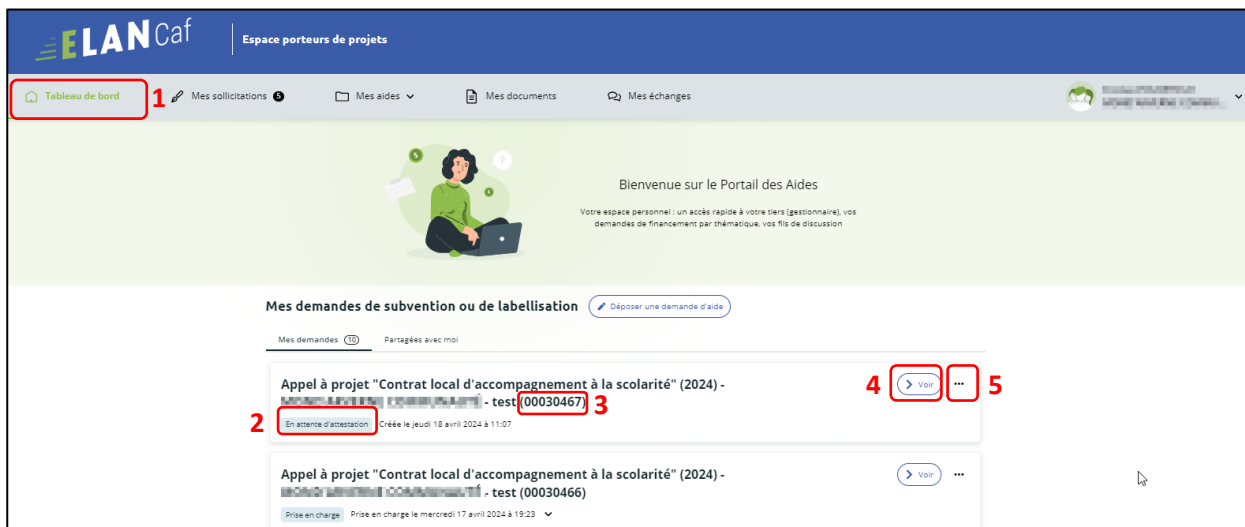 ELAN Caf
Espace porteurs de projets
Tableau de bord 1 Mes sollicitations 5 Mes aides Mes documents Mes échanges
Bienvenue sur le Portail des Aides
Votre espace personnel : un accès rapide à votre tiers (gestionnaire), vos
demandes de financement par thématique, vos fils de discussion
Mes demandes de subvention ou de labellisation Déposer une demande d'aide
Mes demandes 10 Partagées avec moi
Appel à projet "Contrat local d'accompagnement à la scolarité" (2024) - 4 Voir ... 5
- test (00030467) 3
2 En attente d'attestation Créée le jeudi 18 avril 2024 à 11:07
Appel à projet "Contrat local d'accompagnement à la scolarité" (2024) - Voir ...
- test (00030466)
Prise en charge Prise en charge le mercredi 17 avril 2024 à 19:23